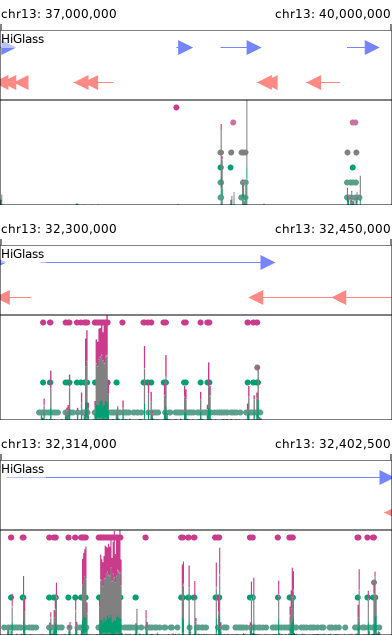 chr13: 37,000,000 chr13: 40,000,000
HiGlass
chr13: 32,300,000 chr13: 32,450,000
HiGlass
chr13: 32,314,000 chr13: 32,402,500
HiGlass